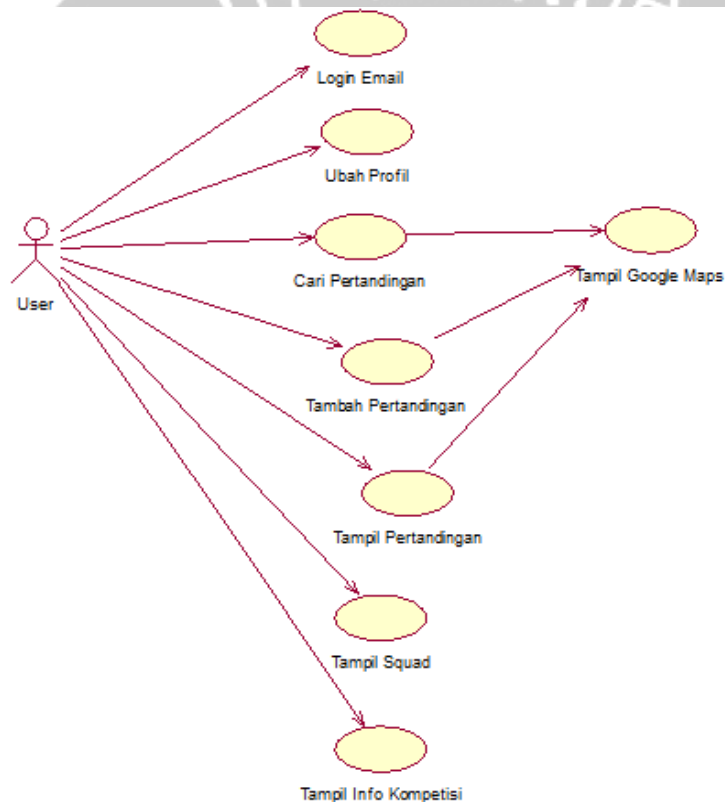 Login Email
Ubah Profil
Cari Pertandingan
Tampil Google Maps
User
Tambah Pertandingan
Tampil Pertandingan
Tampil Squad
Tampil Info Kompetisi